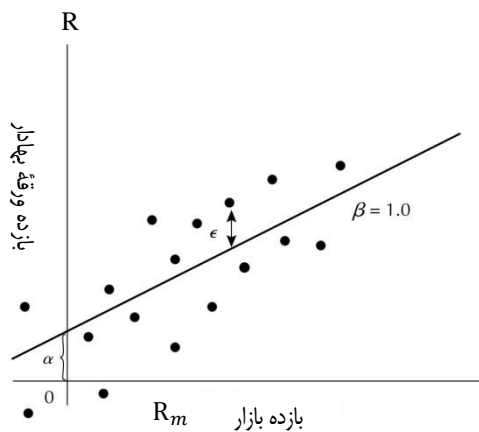 R
بازده ورقهٔ بهادار
β = 1.0
ϵ
α
0
R_m
بازده بازار